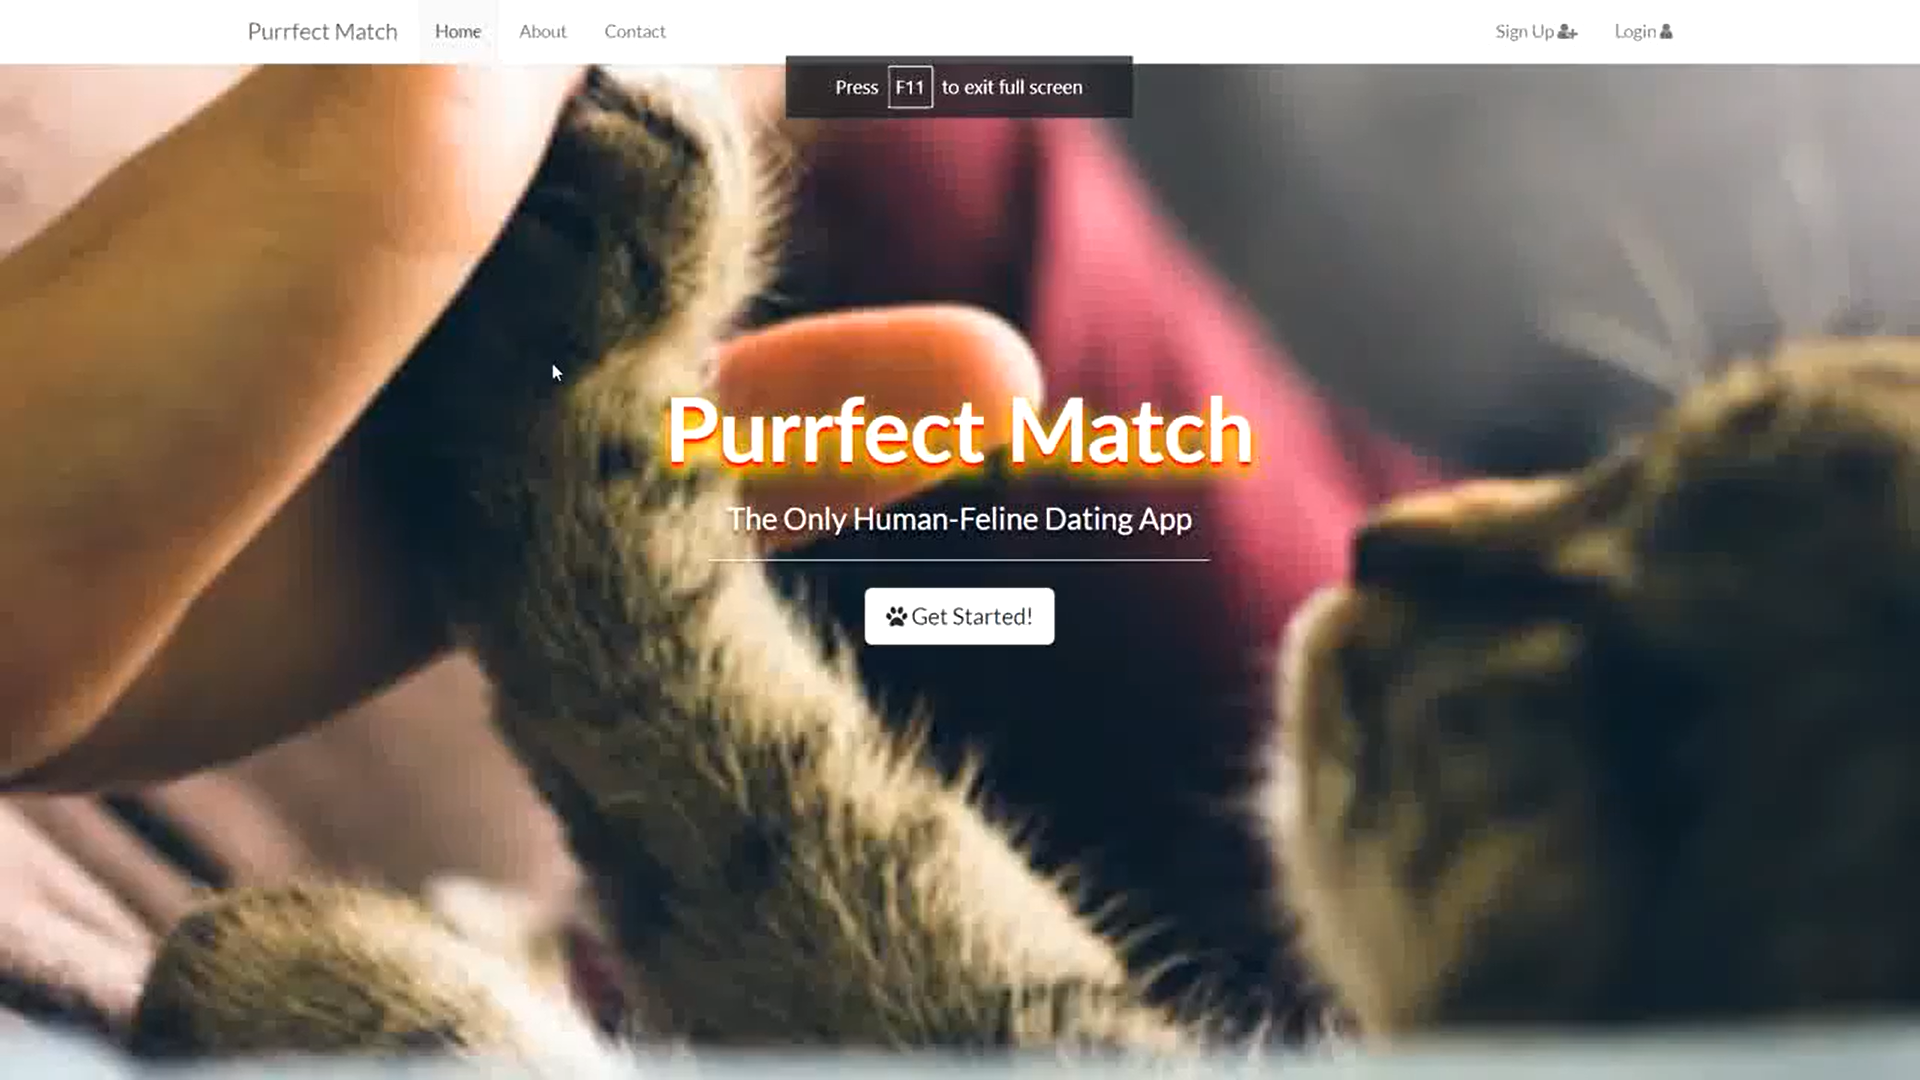 Purrfect Match Home About Contact Sign Up Login
Press F11 to exit full screen
Purrfect Match
The Only Human-Feline Dating App
Get Started!